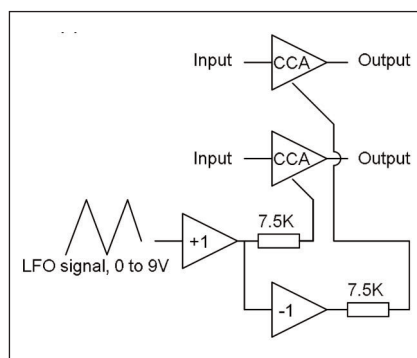 Input CCA Output
Input CCA Output
7.5K
+1
LFO signal, 0 to 9V
7.5K
-1